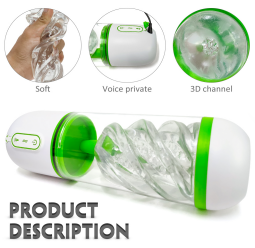 Soft
Voice private
3D channel
PRODUCT
DESCRIPTION